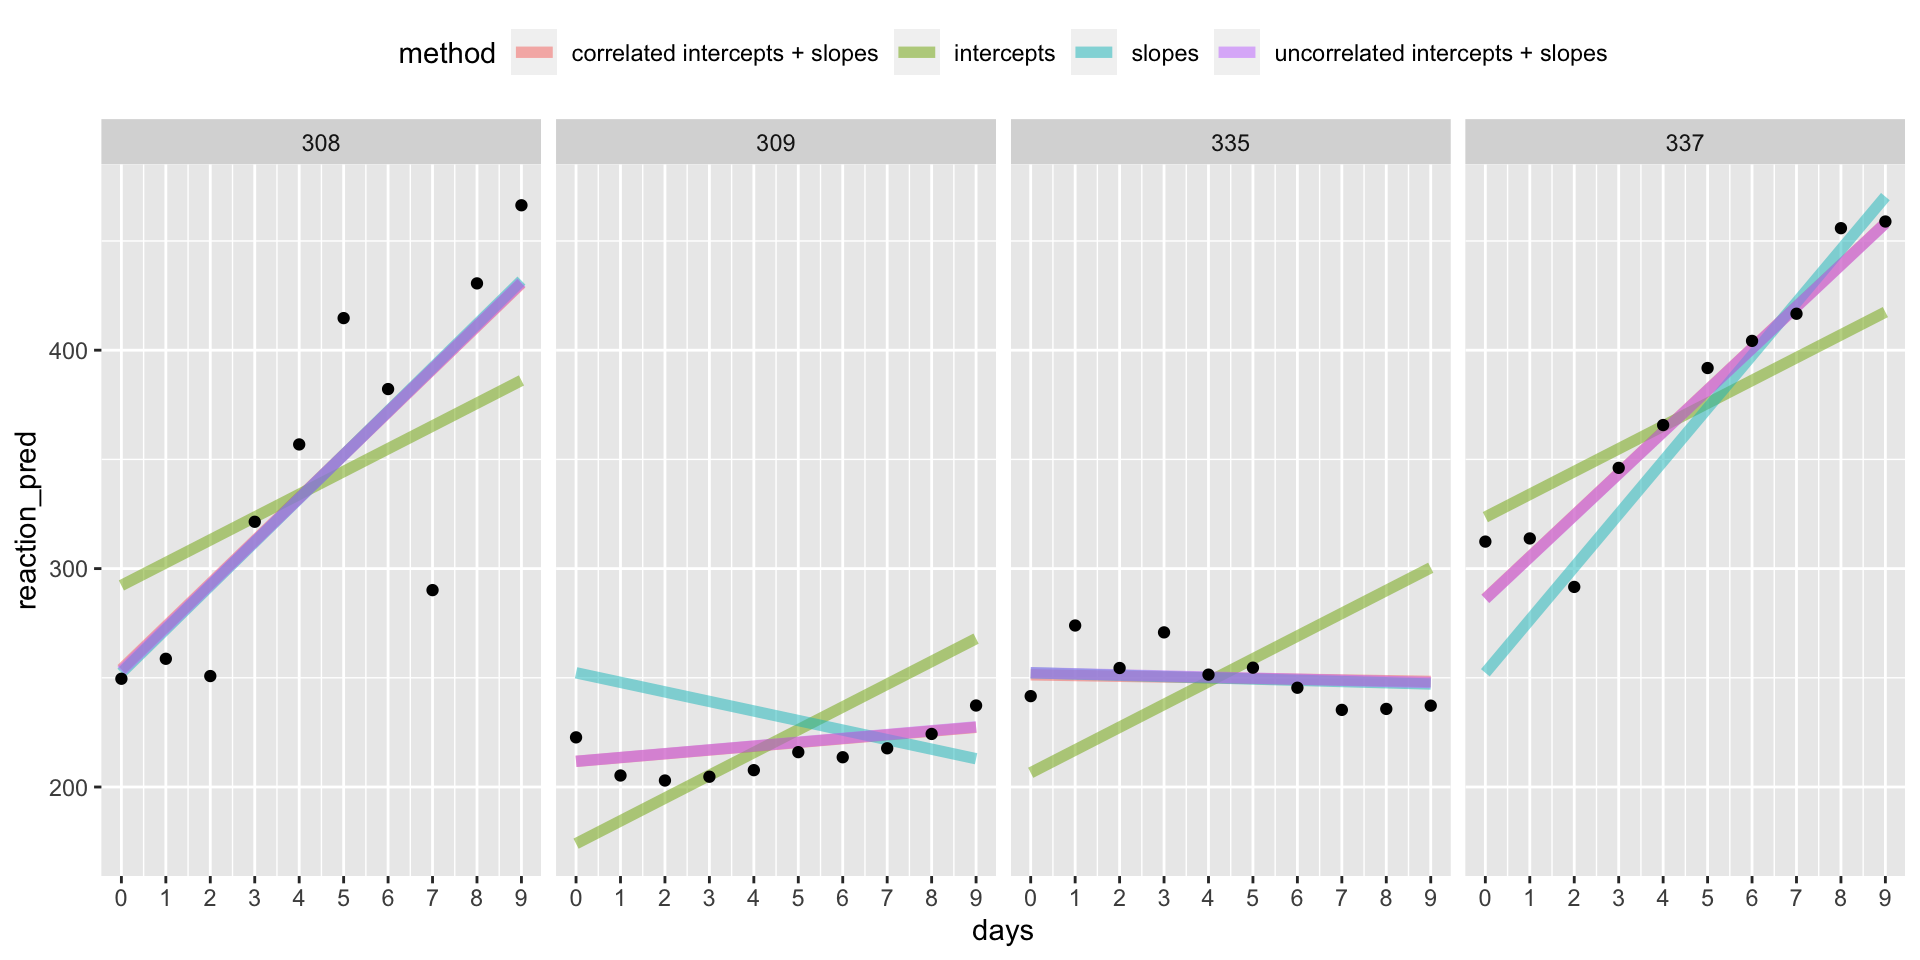 method correlated intercepts + slopes intercepts slopes uncorrelated intercepts + slopes
308 309 335 337
reaction_pred
400
300
200
0 1 2 3 4 5 6 7 8 9 0 1 2 3 4 5 6 7 8 9 0 1 2 3 4 5 6 7 8 9 0 1 2 3 4 5 6 7 8 9
days